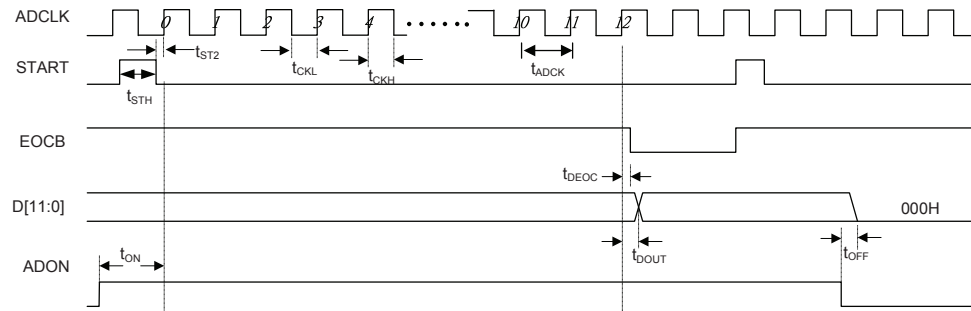 ADCLK 0 1 2 3 4 10 11 12
tST2
tCKL
tCKH
tADCK
START
tSTH
EOCB
tDEOC
D[11:0] 000H
tDOUT
tOFF
tON
ADON